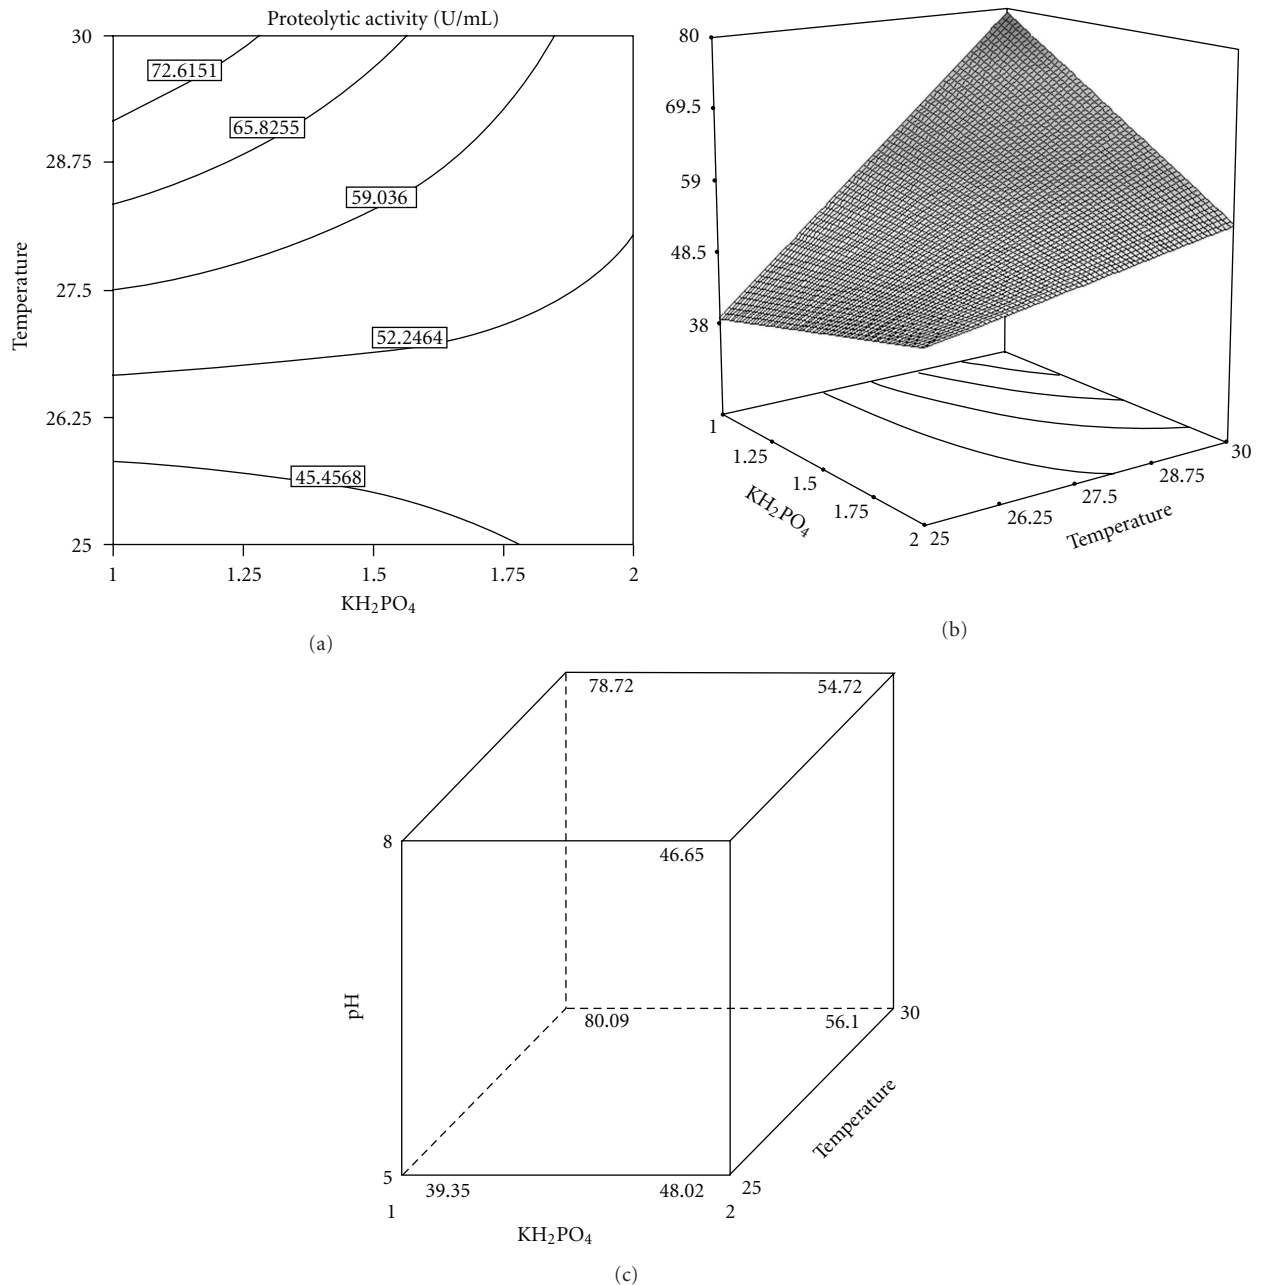 Proteolytic activity (U/mL)
30
28.75
27.5
26.25
25
Temperature
72.6151
65.8255
59.036
52.2464
45.4568
1 1.25 1.5 1.75 2
KH₂PO₄
(a)
80
69.5
59
48.5
38
1
1.25
1.5
1.75
2
KH₂PO₄
25
26.25
27.5
28.75
30
Temperature
(b)
78.72 54.72
8
46.65
pH
80.09 56.1 30
Temperature
5
39.35 48.02 25
1 2
KH₂PO₄
(c)